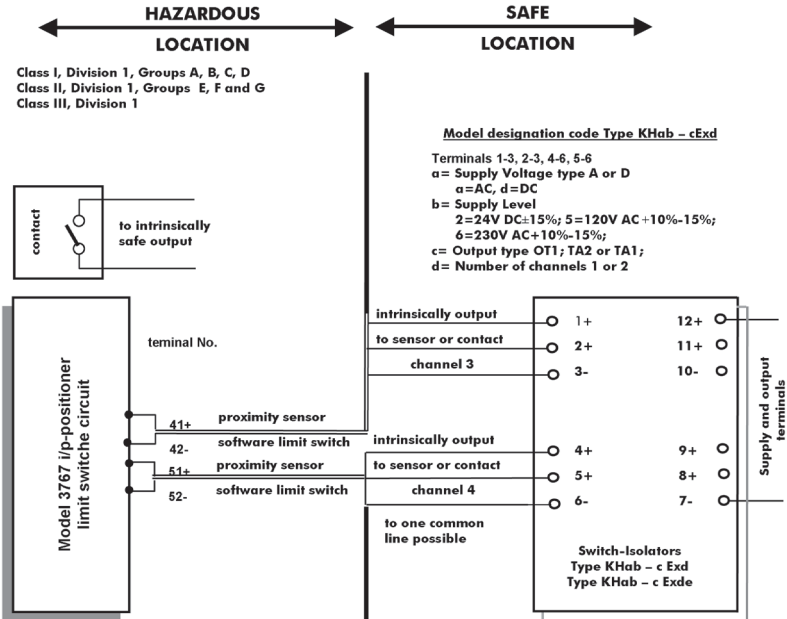 HAZARDOUS
LOCATION
SAFE
LOCATION
Class I, Division 1, Groups A, B, C, D
Class II, Division 1, Groups E, F and G
Class III, Division 1
Model designation code Type KHab – cExd
Terminals 1-3, 2-3, 4-6, 5-6
a= Supply Voltage type A or D
a=AC, d=DC
b= Supply Level
2=24V DC±15%; 5=120V AC +10%-15%;
6=230V AC+10%-15%;
c= Output type OT1; TA2 or TA1;
d= Number of channels 1 or 2
contact
to intrinsically
safe output
Model 3767 i/p-positioner
limit switche circuit
teminal No.
41+
42-
51+
52-
proximity sensor
software limit switch
proximity sensor
software limit switch
intrinsically output
to sensor or contact
channel 3
intrinsically output
to sensor or contact
channel 4
to one common
line possible
1+
2+
3-
4+
5+
6-
12+
11+
10-
9+
8+
7-
Switch-Isolators
Type KHab – c Exd
Type KHab – c Exde
Supply and output
terminals